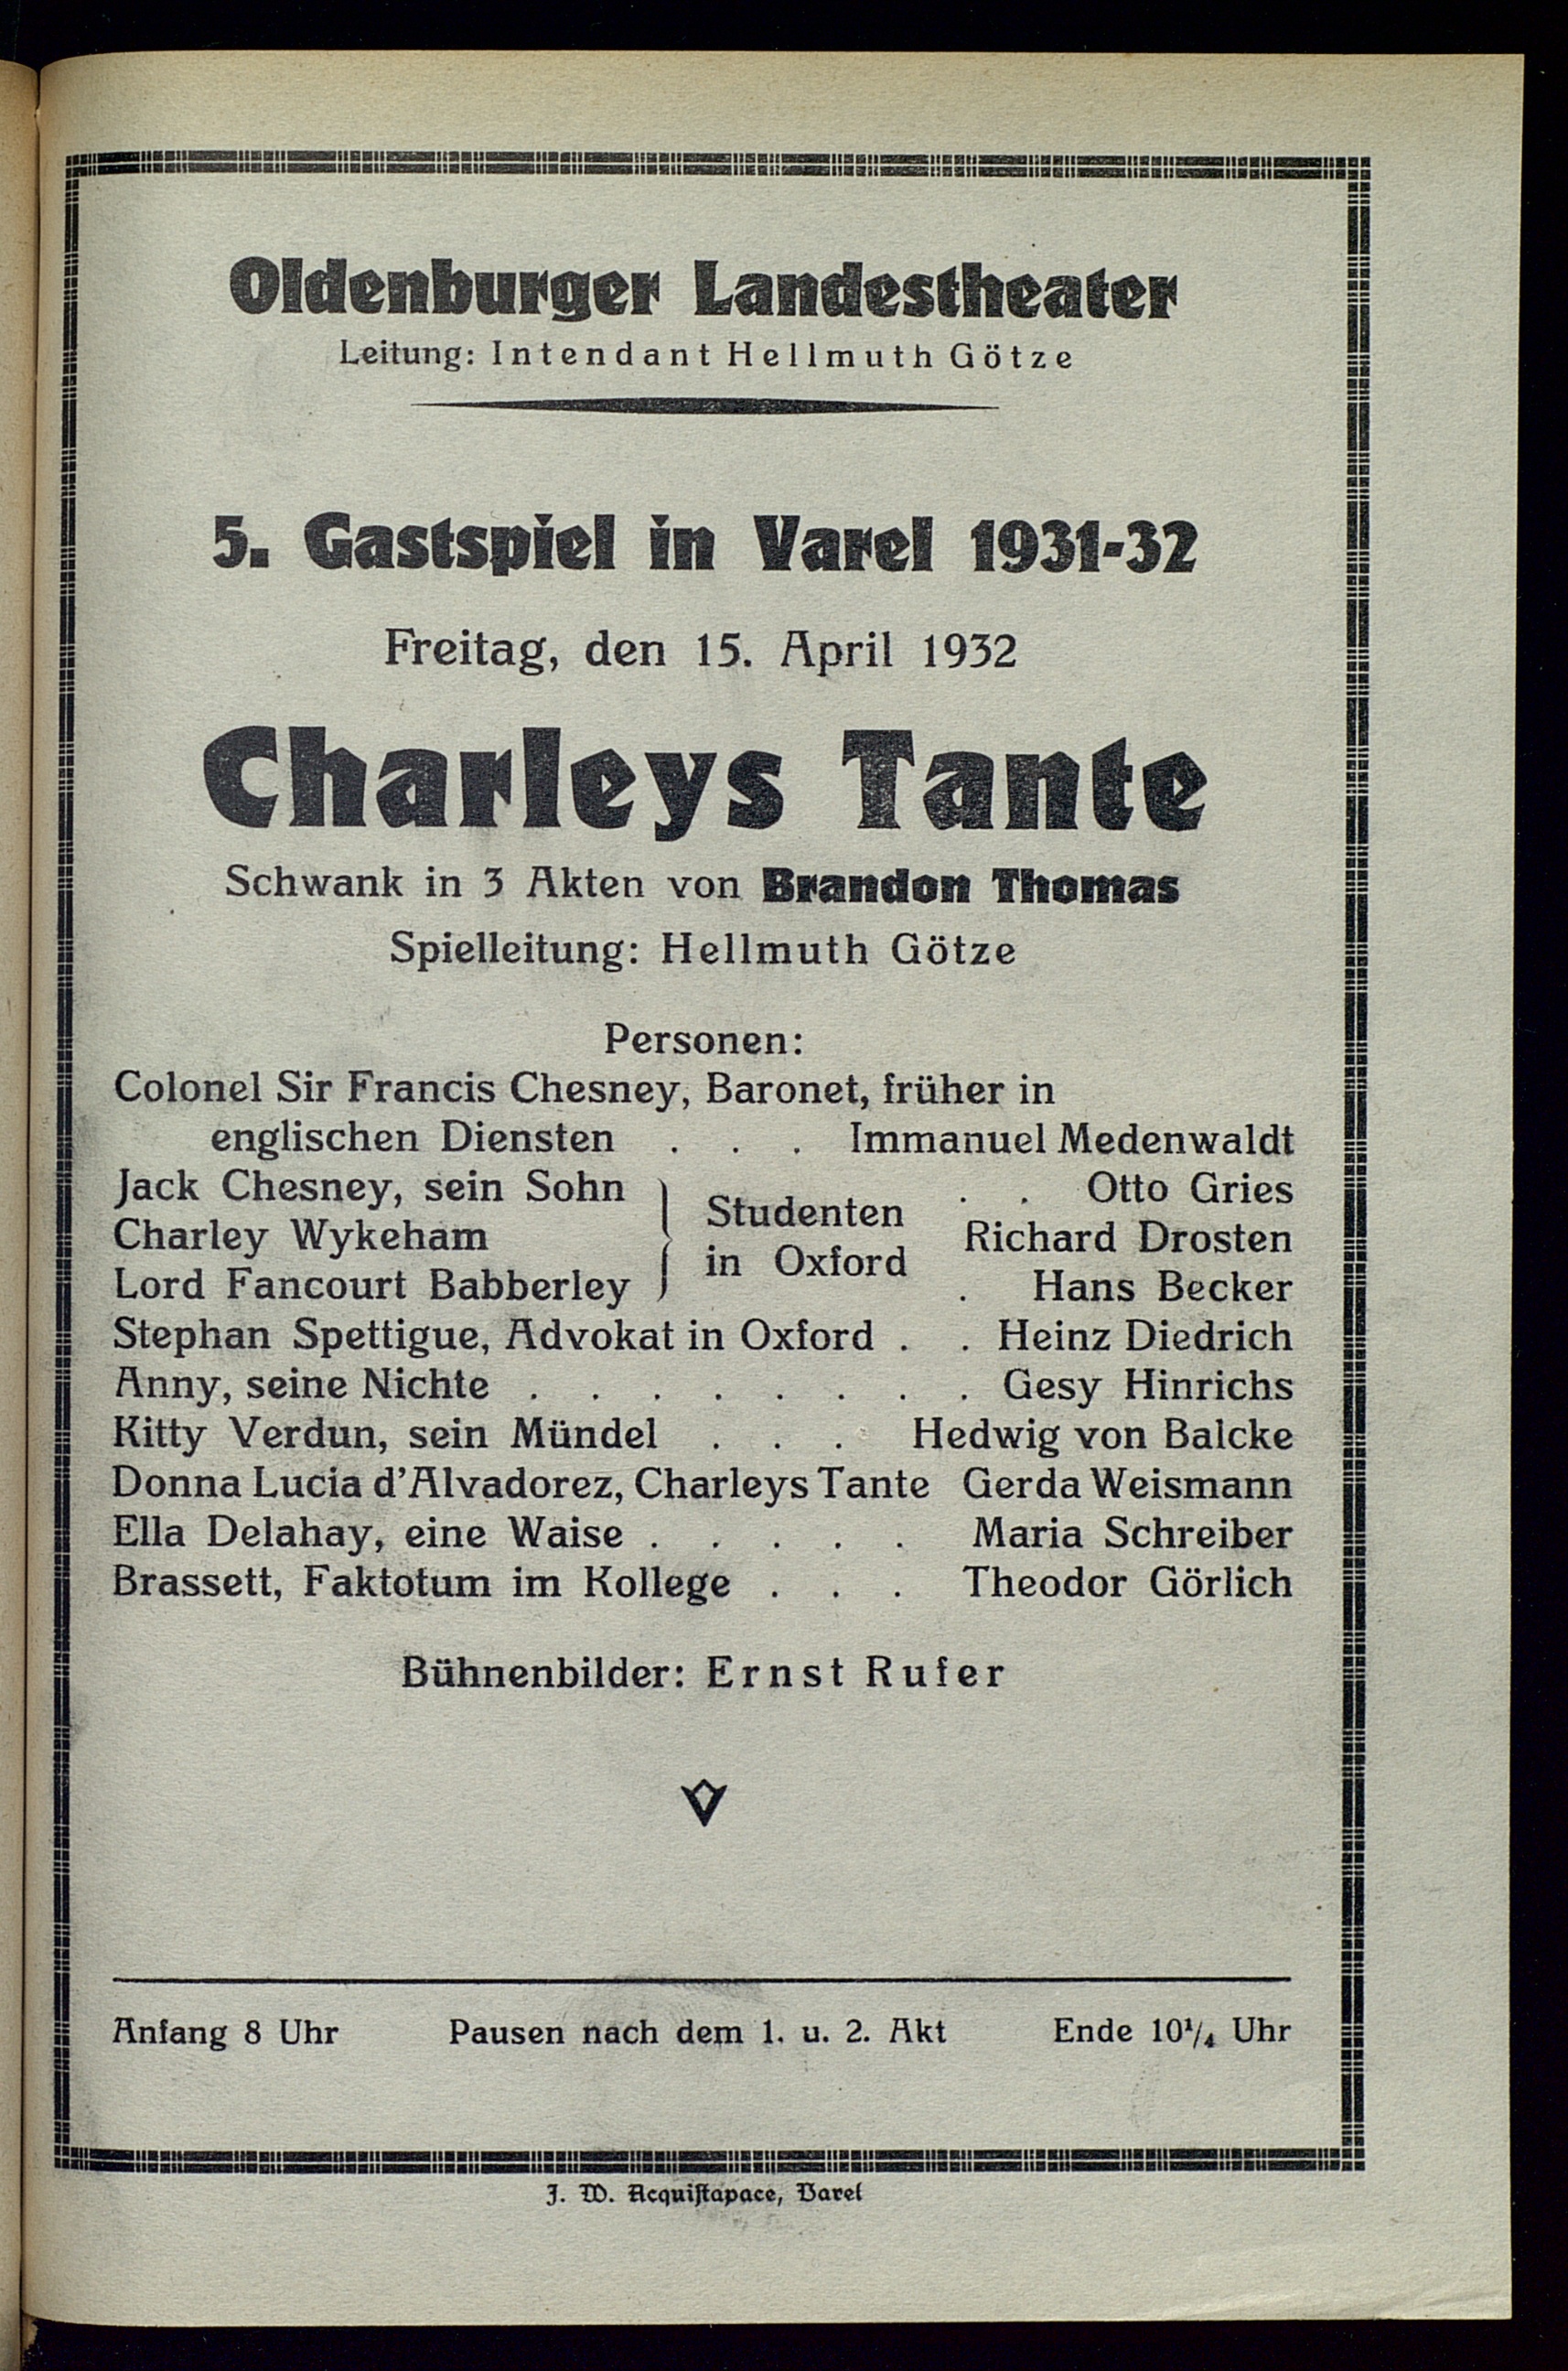 Oldenburger Landestheater
Leitung: Intendant Hellmuth Götze
5. Gastspiel in Varel 1931-32
Freitag, den 15. April 1932
Charleys Tante
Schwank in 3 Akten von Brandon Thomas
Spielleitung: Hellmuth Götze
Personen:
Colonel Sir Francis Chesney, Baronet, früher in
englischen Diensten . . . Immanuel Medenwaldt
Jack Chesney, sein Sohn } Studenten in Oxford . . Otto Gries
Charley Wykeham Richard Drosten
Lord Fancourt Babberley . Hans Becker
Stephan Spettigue, Advokat in Oxford . . Heinz Diedrich
Anny, seine Nichte . . . . . . . . Gesy Hinrichs
Kitty Verdun, sein Mündel . . . Hedwig von Balcke
Donna Lucia d'Alvadorez, Charleys Tante Gerda Weismann
Ella Delahay, eine Waise . . . . . Maria Schreiber
Brassett, Faktotum im Kollege . . . Theodor Görlich
Bühnenbilder: Ernst Rufer
Anfang 8 Uhr Pausen nach dem 1. u. 2. Akt Ende 10¼ Uhr
J. W. Acquistapace, Varel